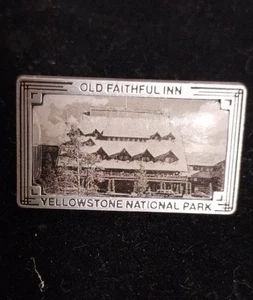 OLD FAITHFUL INN
YELLOWSTONE NATIONAL PARK